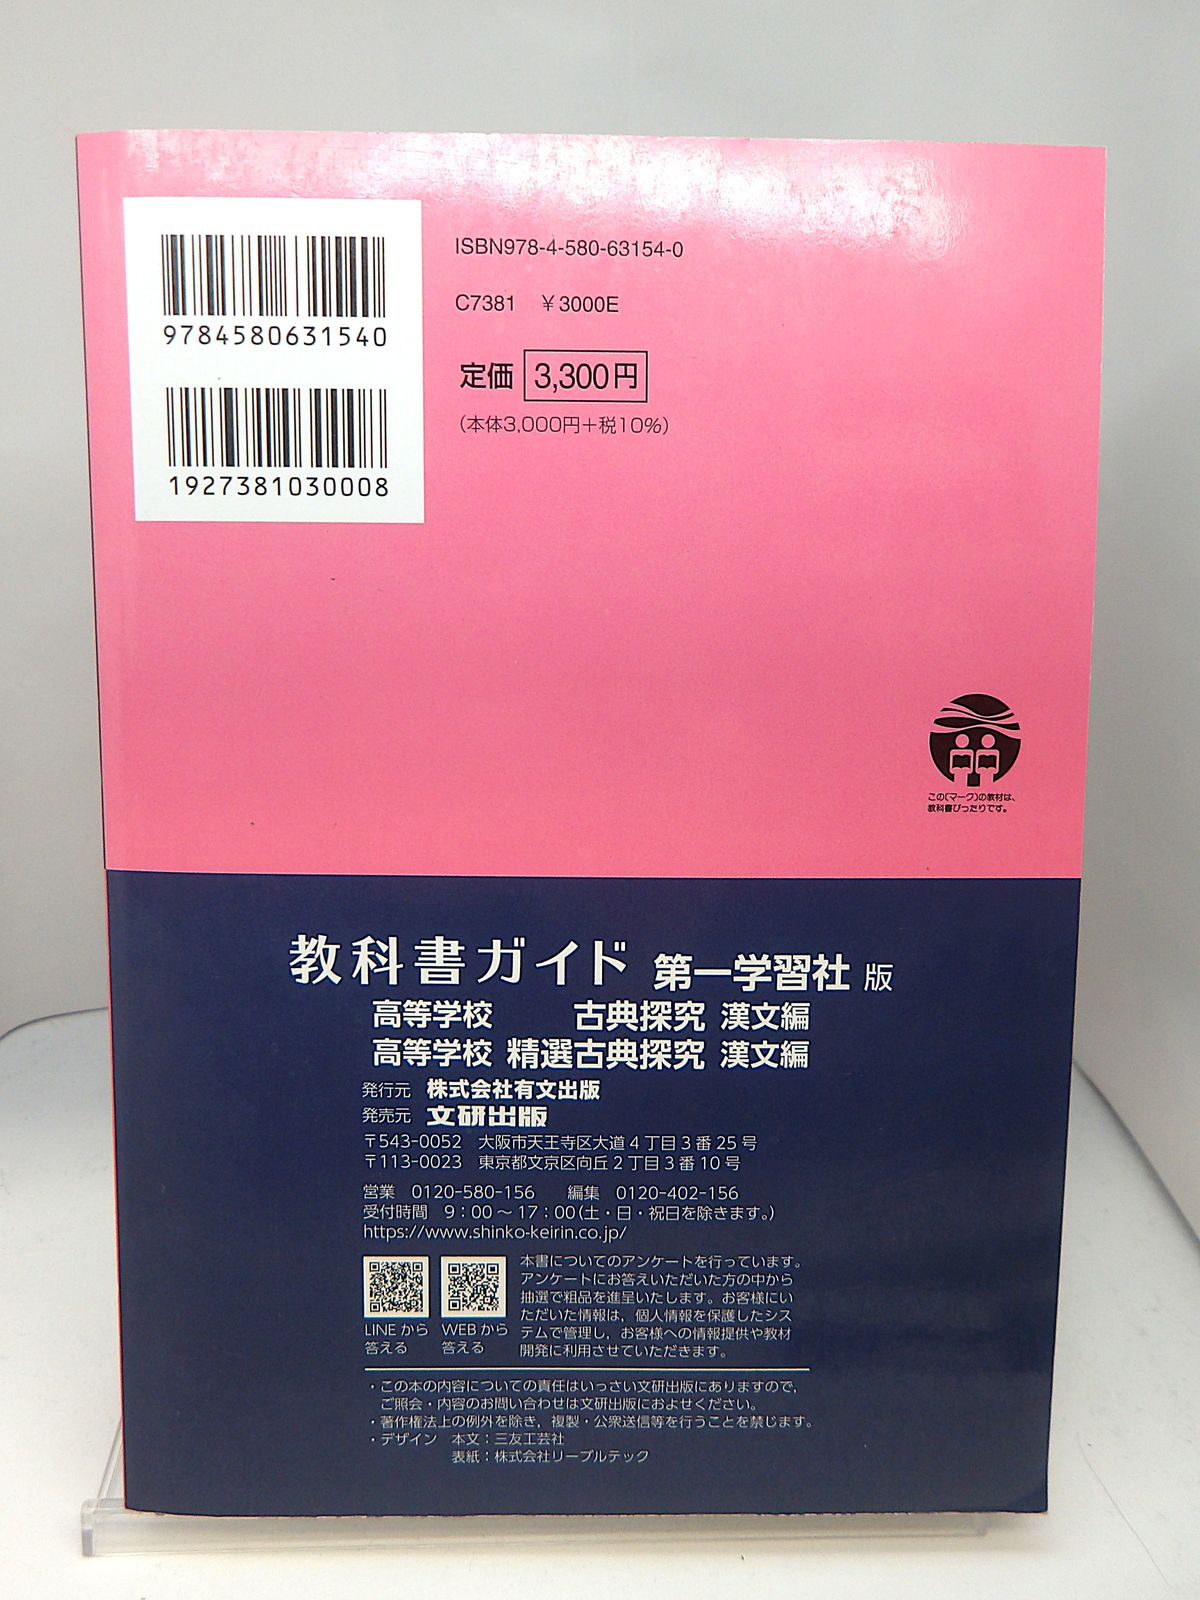 9784580631540
1927381030008
ISBN978-4-580-63154-0
C7381 ￥3000E
定価 3,300円
(本体3,000円+税10%)
この〔マーク〕の教材は、
教科書ぴったりです。
教科書ガイド 第一学習社 版
高等学校 古典探究 漢文編
高等学校 精選古典探究 漢文編
発行元 株式会社有文出版
発売元 文研出版
〒543-0052 大阪市天王寺区大道4丁目3番25号
〒113-0023 東京都文京区向丘2丁目3番10号
営業 0120-580-156 編集 0120-402-156
受付時間 9:00～17:00(土・日・祝日を除きます。)
https://www.shinko-keirin.co.jp/
LINEから
答える
WEBから
答える
本書についてのアンケートを行っています。
アンケートにお答えいただいた方の中から
抽選で粗品を進呈いたします。お客様にい
ただいた情報は，個人情報を保護したシス
テムで管理し，お客様への情報提供や教材
開発に利用させていただきます。
・この本の内容についての責任はいっさい文研出版にありますので，
ご照会・内容のお問い合わせは文研出版におよせください。
・著作権法上の例外を除き，複製・公衆送信等を行うことを禁じます。
・デザイン 本文：三友工芸社
表紙：株式会社リーブルテック